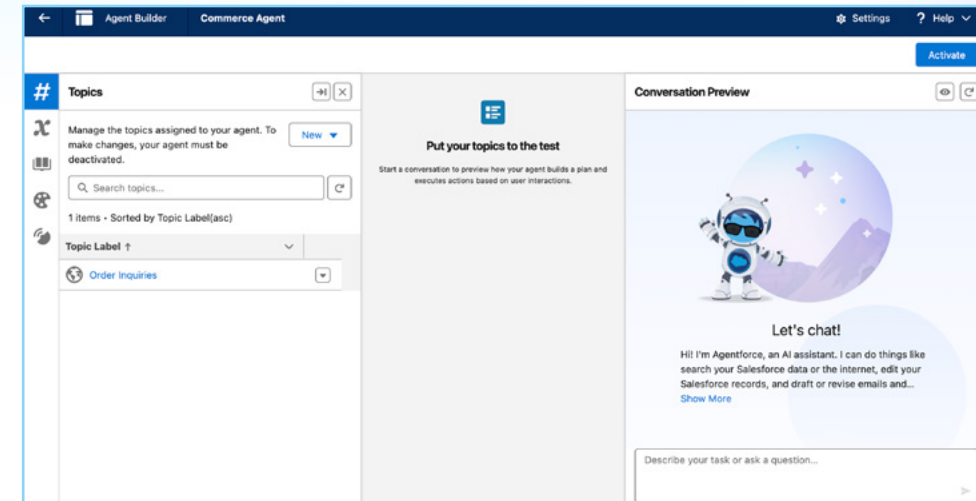 Agent Builder
Commerce Agent
Settings
? Help
Activate
#
Topics
Manage the topics assigned to your agent. To
make changes, your agent must be
deactivated.
New
Search topics...
1 items • Sorted by Topic Label(asc)
Topic Label ↑
Order Inquiries
Put your topics to the test
Start a conversation to preview how your agent builds a plan and
executes actions based on user interactions.
Conversation Preview
Let's chat!
Hi! I'm Agentforce, an AI assistant. I can do things like
search your Salesforce data or the internet, edit your
Salesforce records, and draft or revise emails and...
Show More
Describe your task or ask a question...